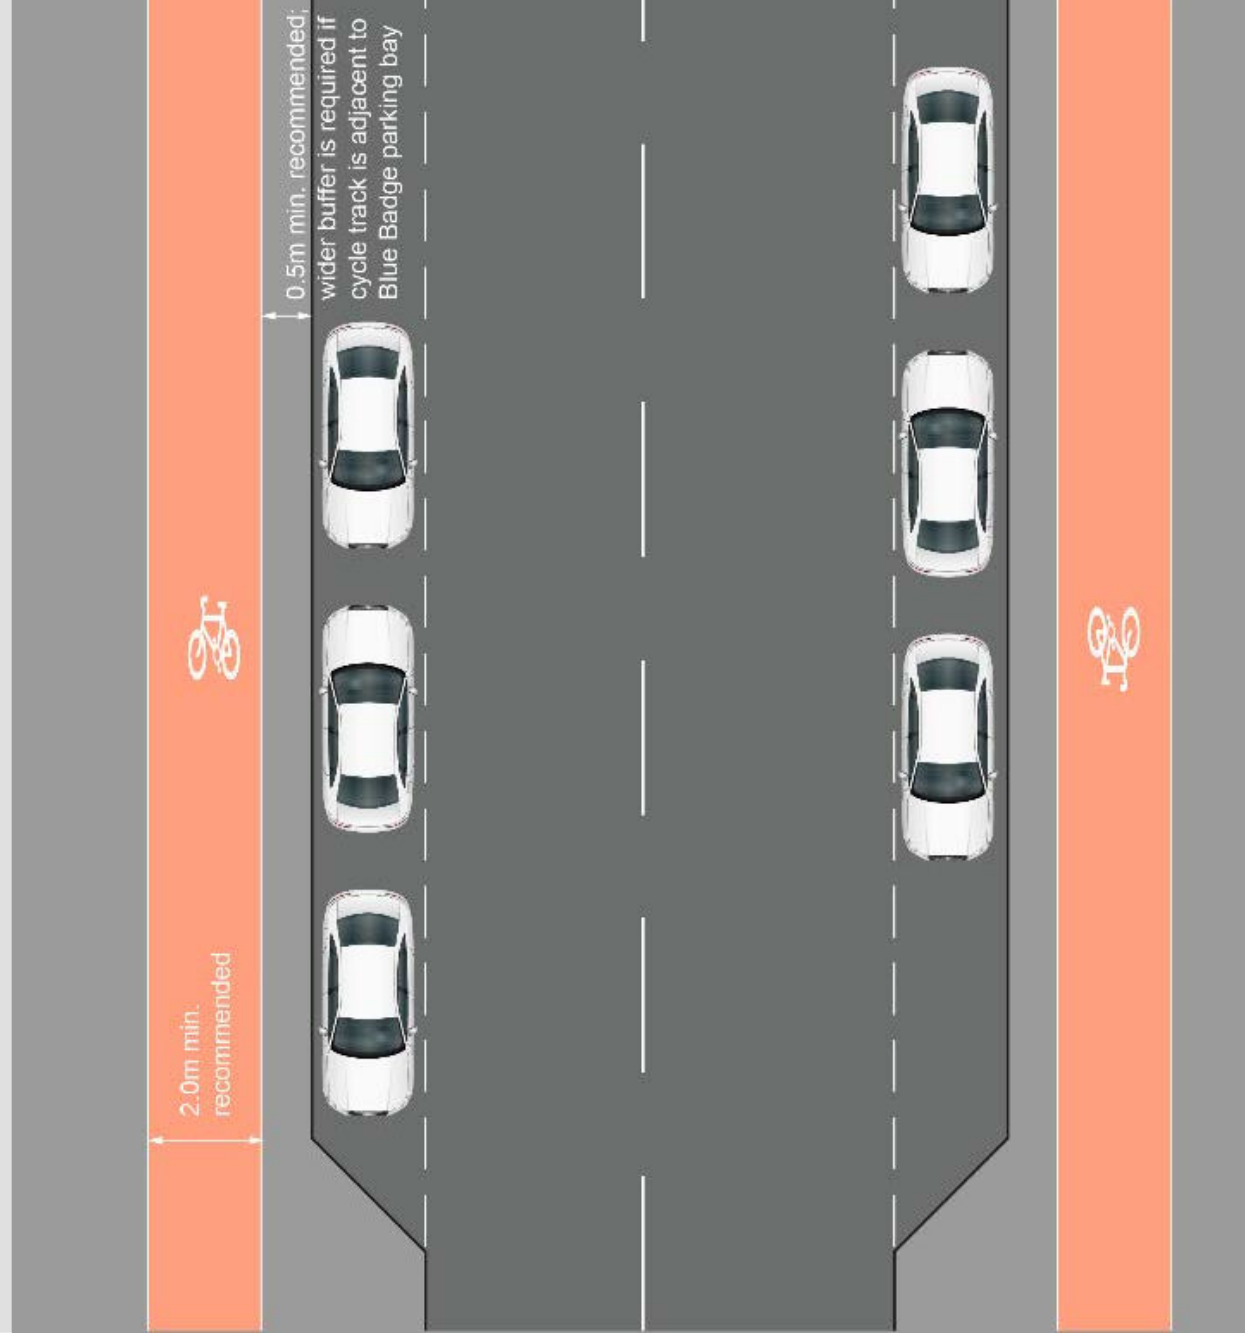 0.5m min. recommended;
wider buffer is required if
cycle track is adjacent to
Blue Badge parking bay
2.0m min.
recommended